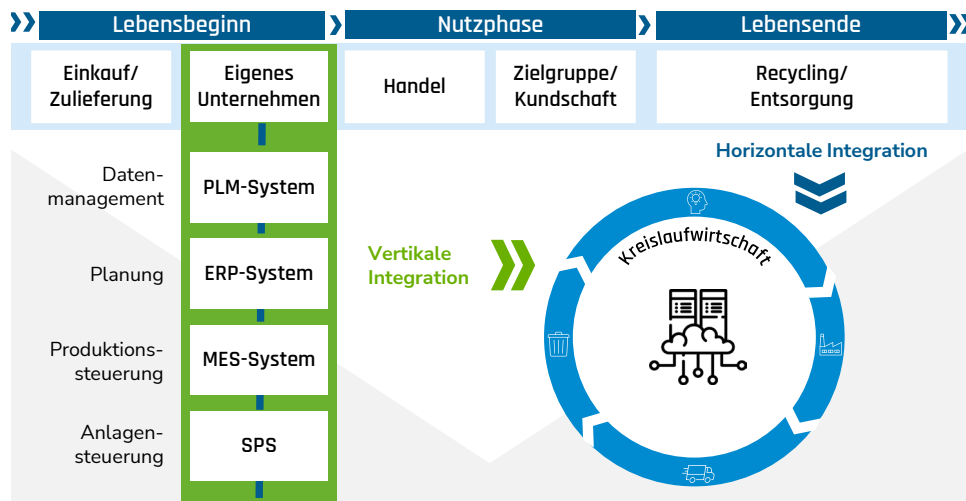 Lebensbeginn
Nutzphase
Lebensende
Einkauf/
Zulieferung
Eigenes
Unternehmen
Handel
Zielgruppe/
Kundschaft
Recycling/
Entsorgung
Horizontale Integration
Daten-
management
PLM-System
Planung
ERP-System
Vertikale
Integration
Kreislaufwirtschaft
Produktions-
steuerung
MES-System
Anlagen-
steuerung
SPS